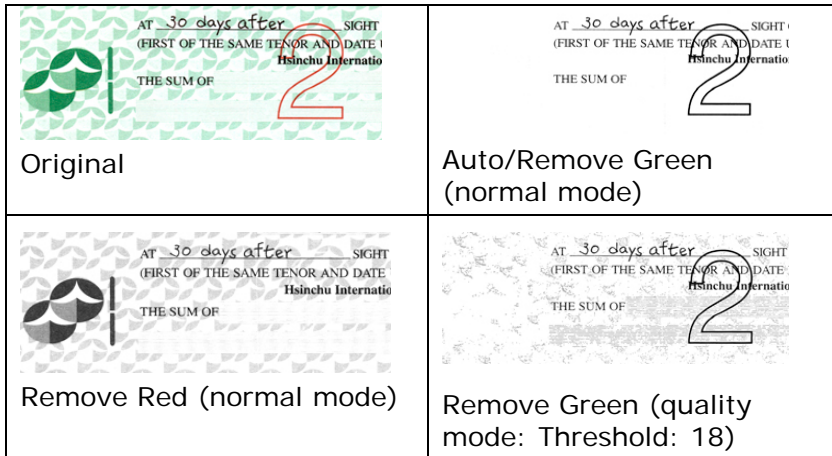 AT 30 days after SIGHT
(FIRST OF THE SAME TENOR AND DATE
Hsinchu Internatio
THE SUM OF
2
Original
AT 30 days after SIGHT
(FIRST OF THE SAME TENOR AND DATE
Hsinchu Internatio
THE SUM OF
2
Auto/Remove Green
(normal mode)
AT 30 days after SIGHT
(FIRST OF THE SAME TENOR AND DATE
Hsinchu Internatio
THE SUM OF
Remove Red (normal mode)
AT 30 days after SIGHT
(FIRST OF THE SAME TENOR AND DATE
Hsinchu Internatio
THE SUM OF
2
Remove Green (quality
mode: Threshold: 18)